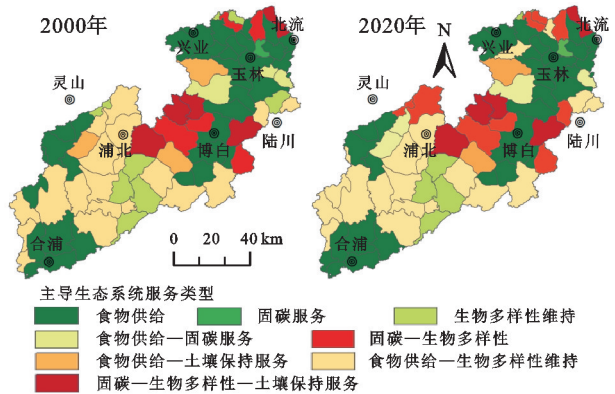 2000年
北流
兴业
玉林
灵山
陆川
浦北
博白
合浦
0 20 40 km
2020年
N
北流
兴业
玉林
灵山
陆川
浦北
博白
合浦
主导生态系统服务类型
食物供给 固碳服务 生物多样性维持
食物供给—固碳服务 固碳—生物多样性
食物供给—土壤保持服务 食物供给—生物多样性维持
固碳—生物多样性—土壤保持服务